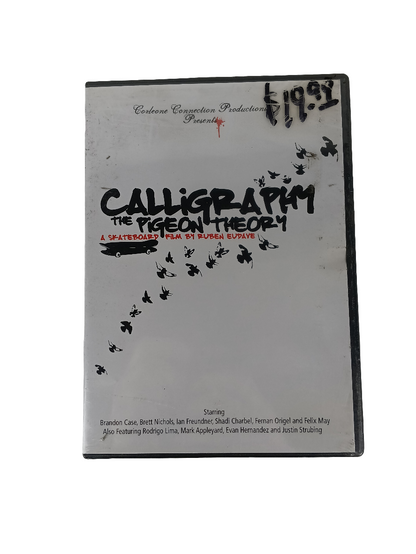 Corleone Connection Productions
Presents
$19.99
CALLiGRAPHY
THE PiGEON THEORY
A SKATEBOARD FILM BY RUBEN EUDAVE
Starring
Brandon Case, Brett Nichols, Ian Freundner, Shadi Charbel, Fernan Origel and Felix May
Also Featuring Rodrigo Lima, Mark Appleyard, Evan Hernandez and Justin Strubing